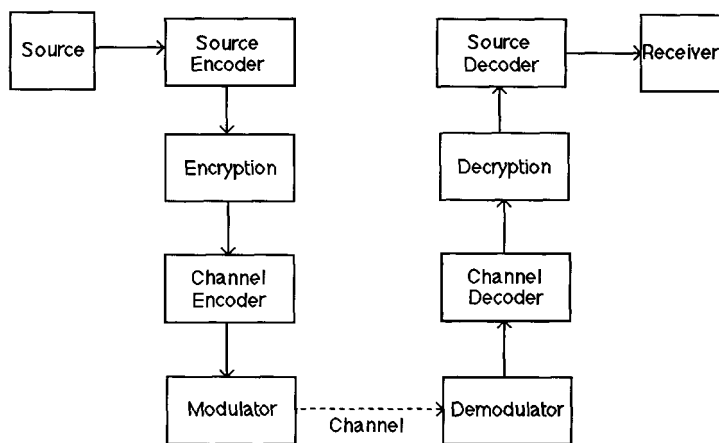 Source
Source
Encoder
Encryption
Channel
Encoder
Modulator
Channel
Demodulator
Channel
Decoder
Decryption
Source
Decoder
Receiver